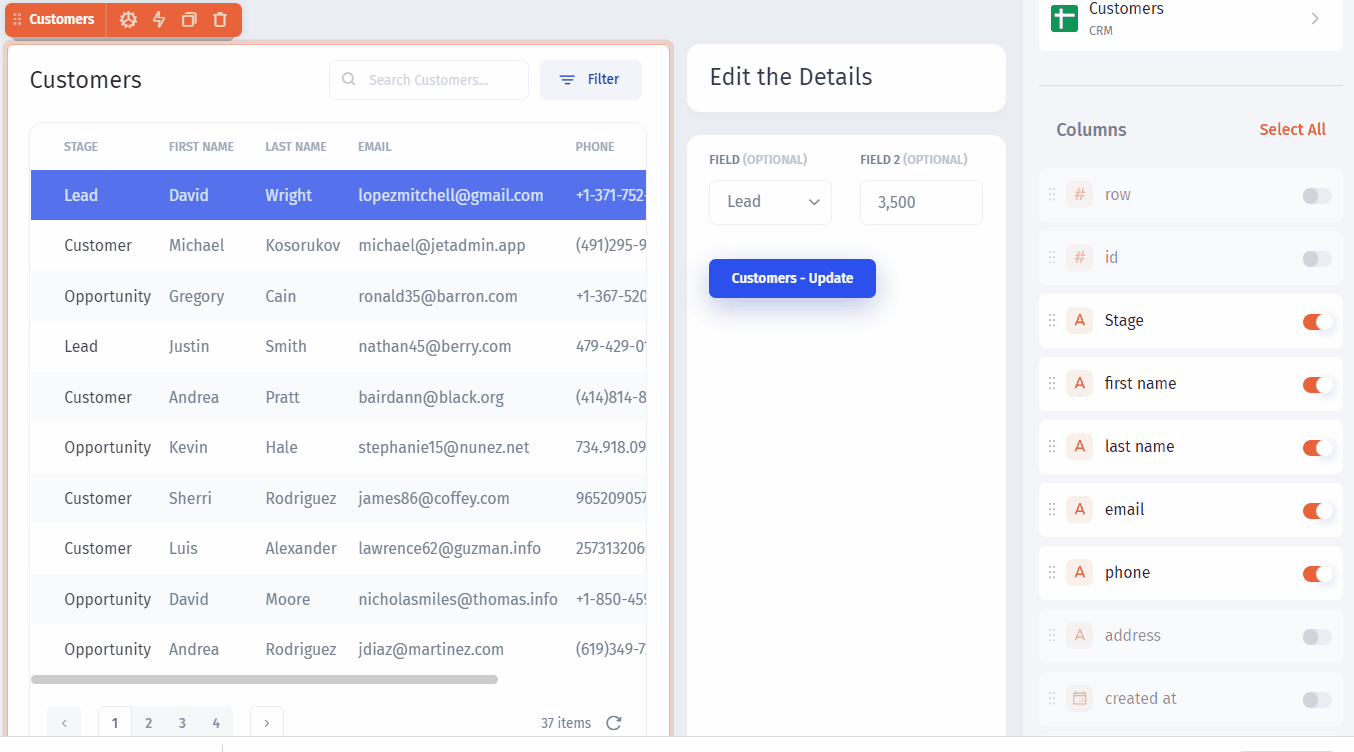 Customers
Customers
Search Customers...
Filter
STAGE FIRST NAME LAST NAME EMAIL PHONE
Lead David Wright lopezmitchell@gmail.com +1-371-752-
Customer Michael Kosorukov michael@jetadmin.app (491)295-9
Opportunity Gregory Cain ronald35@barron.com +1-367-520
Lead Justin Smith nathan45@berry.com 479-429-0
Customer Andrea Pratt bairdann@black.org (414)814-8
Opportunity Kevin Hale stephanie15@nunez.net 734.918.09
Customer Sherri Rodriguez james86@coffey.com 965209057
Customer Luis Alexander lawrence62@guzman.info 257313206
Opportunity David Moore nicholasmiles@thomas.info +1-850-459
Opportunity Andrea Rodriguez jdiaz@martinez.com (619)349-7
1 2 3 4
37 items
Edit the Details
FIELD (OPTIONAL) FIELD 2 (OPTIONAL)
Lead 3,500
Customers - Update
Customers
CRM
Columns Select All
# row
# id
A Stage
A first name
A last name
A email
A phone
A address
created at